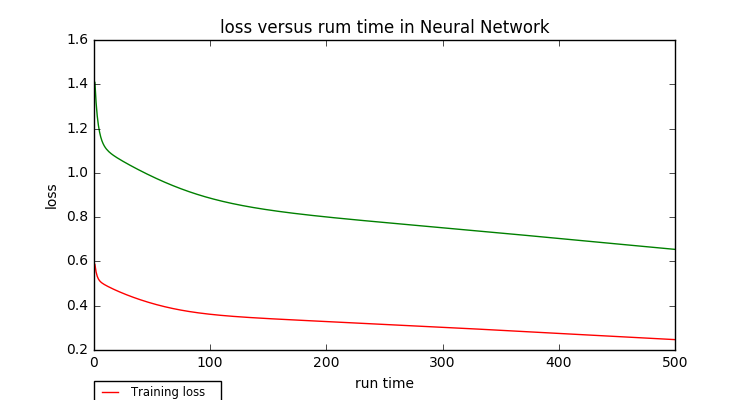 loss versus rum time in Neural Network
1.6
1.4
1.2
1.0
0.8
0.6
0.4
0.2
loss
0 100 200 300 400 500
run time
Training loss